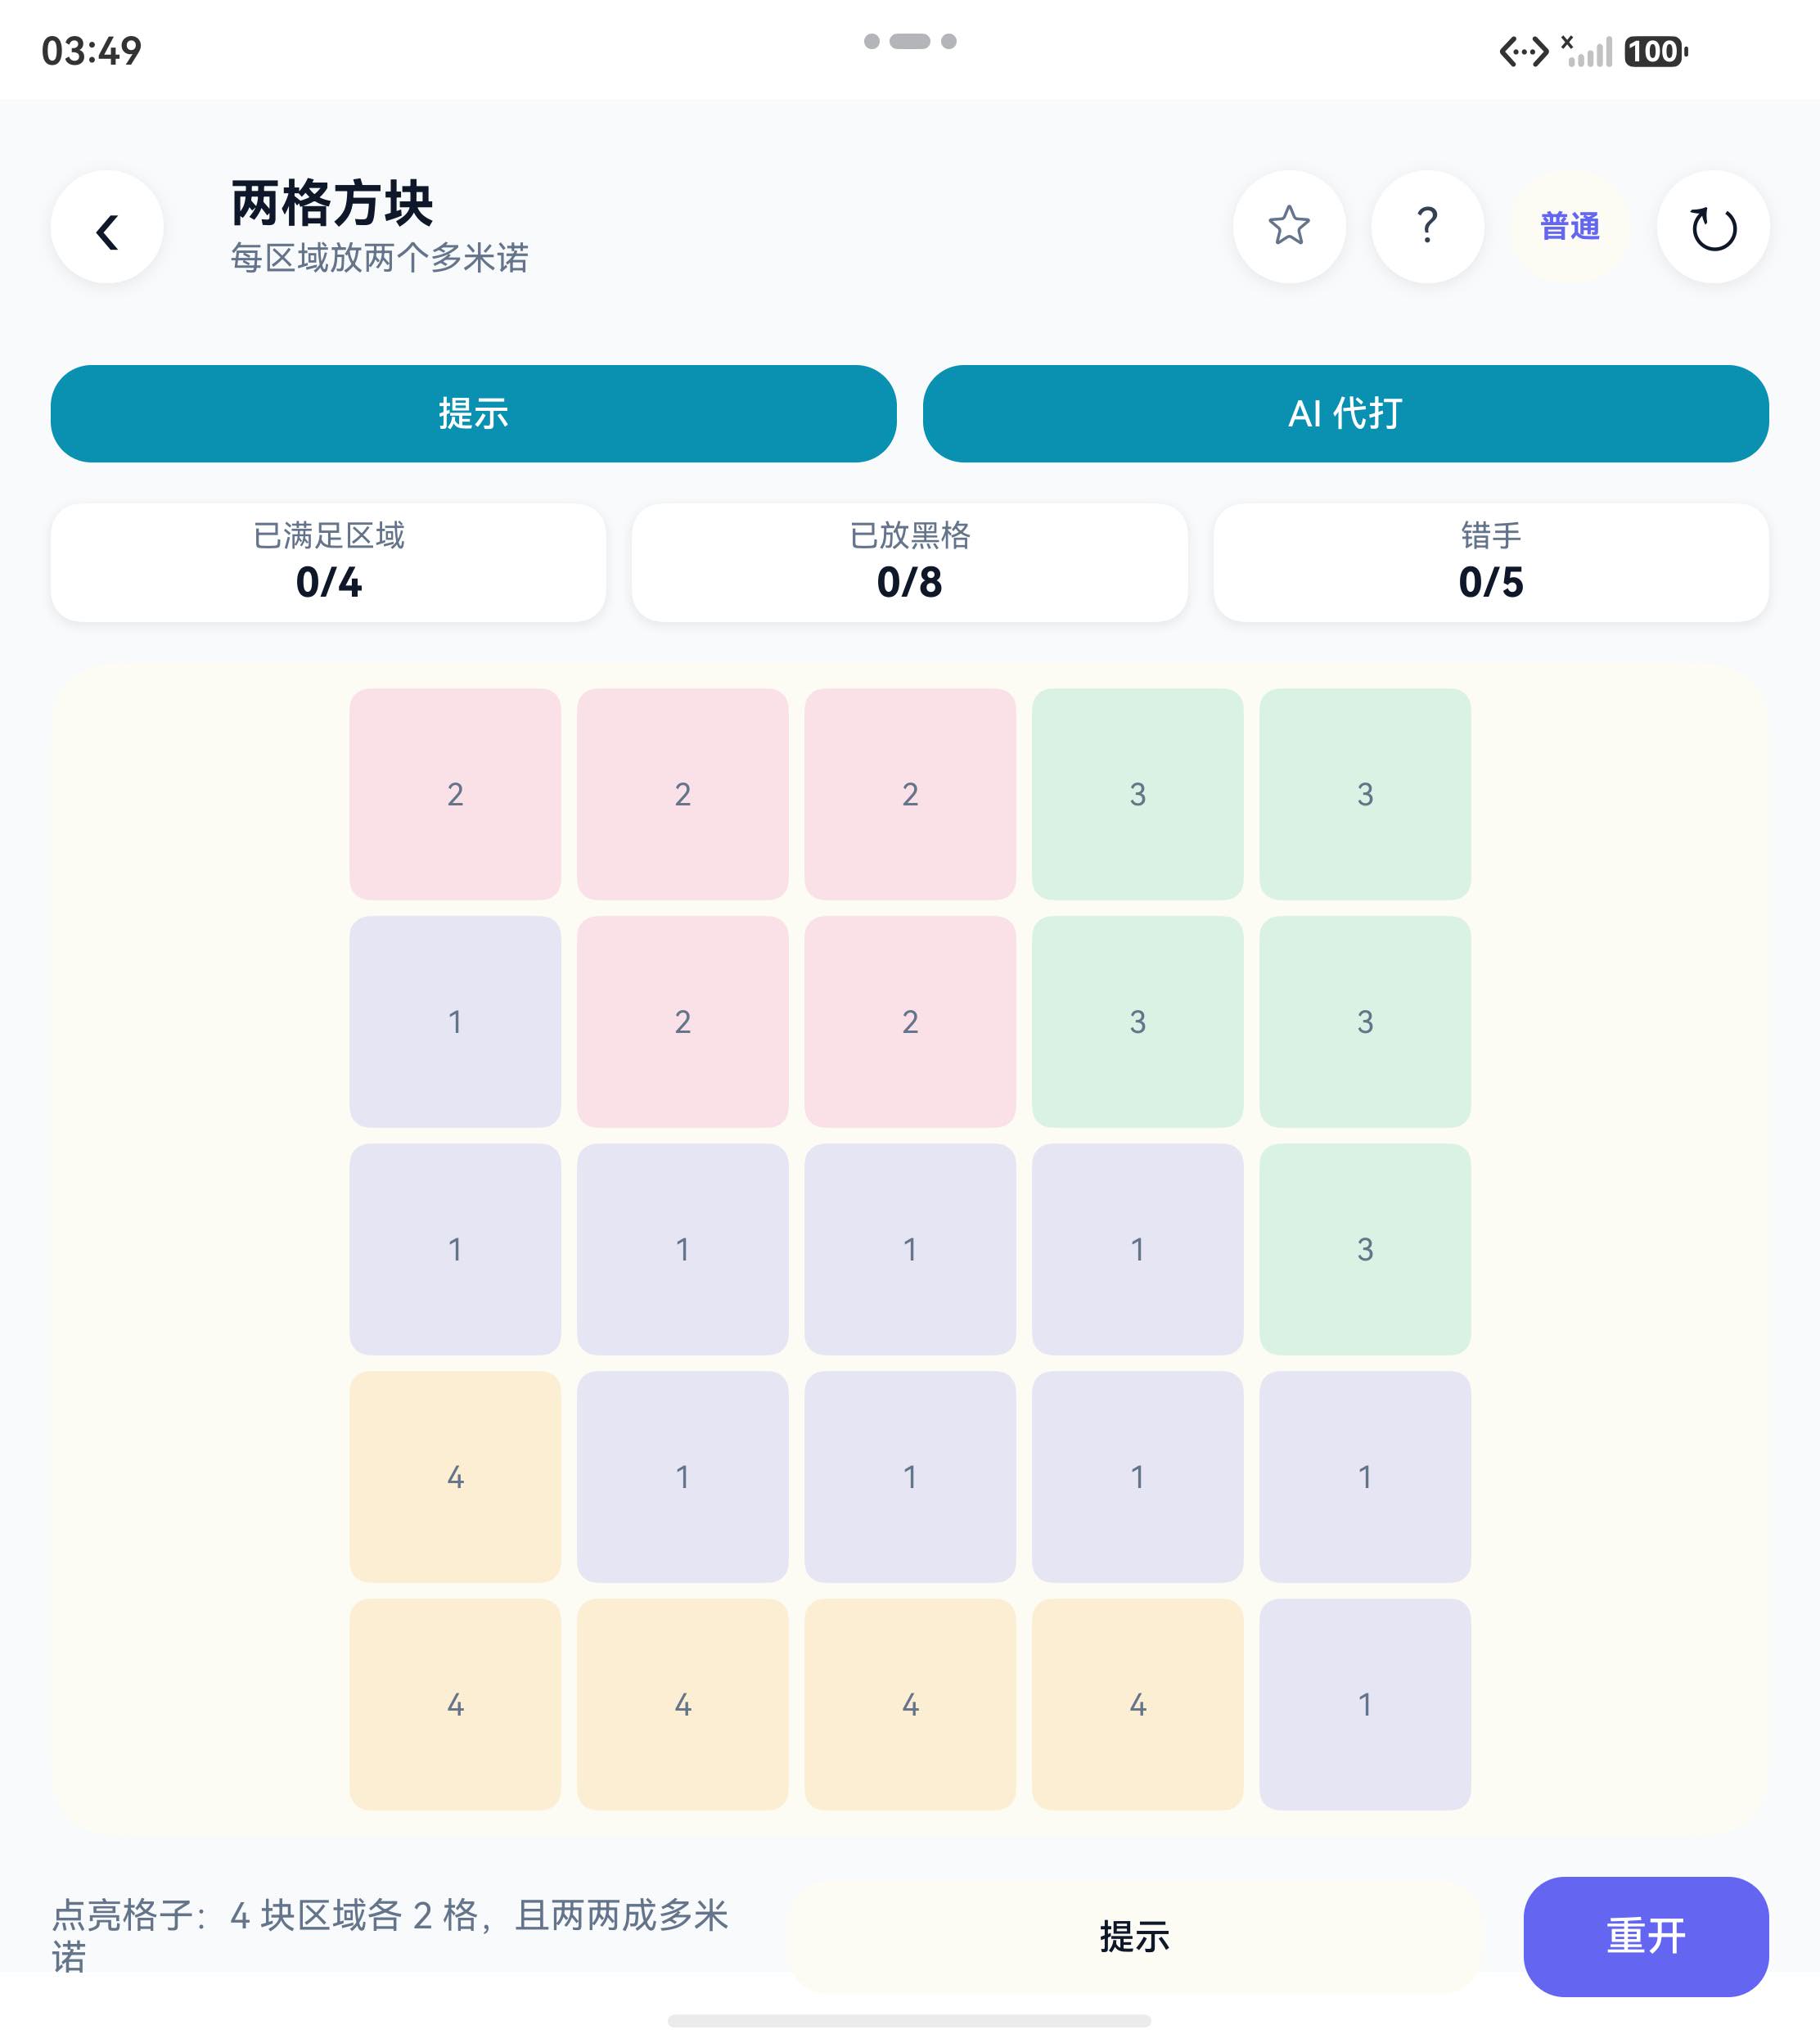 03:49
100
两格方块
每区域放两个多米诺
?
普通
提示
AI 代打
已满足区域
0/4
已放黑格
0/8
错手
0/5
2 2 2 3 3
1 2 2 3 3
1 1 1 1 3
4 1 1 1 1
4 4 4 4 1
点亮格子：4 块区域各 2 格，且两两成多米
诺
提示
重开